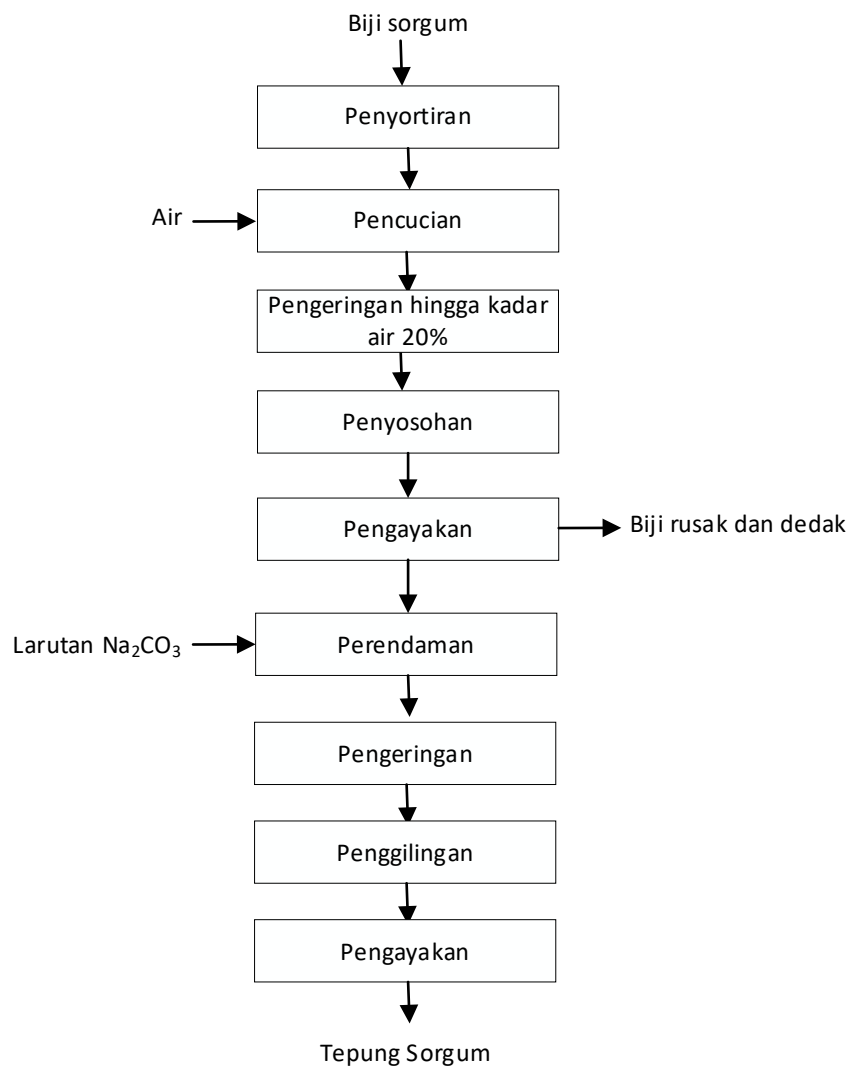 Biji sorgum
Penyortiran
Air
Pencucian
Pengeringan hingga kadar
air 20%
Penyosohan
Pengayakan
Biji rusak dan dedak
Larutan Na₂CO₃
Perendaman
Pengeringan
Penggilingan
Pengayakan
Tepung Sorgum